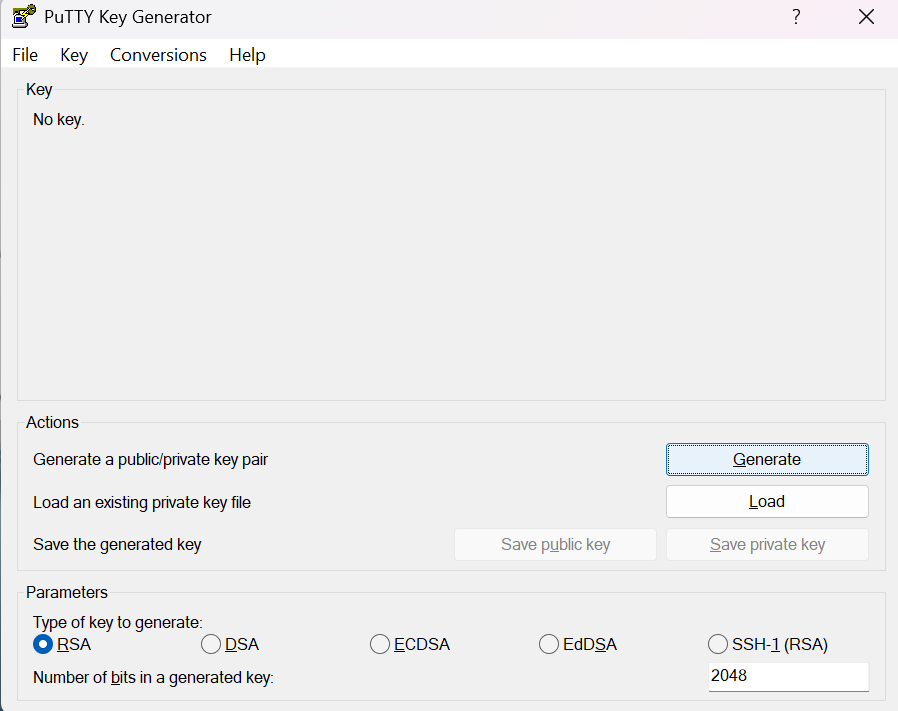 PuTTY Key Generator ?
File Key Conversions Help
Key
No key.
Actions
Generate a public/private key pair Generate
Load an existing private key file Load
Save the generated key Save public key Save private key
Parameters
Type of key to generate:
RSA DSA ECDSA EdDSA SSH-1 (RSA)
Number of bits in a generated key: 2048